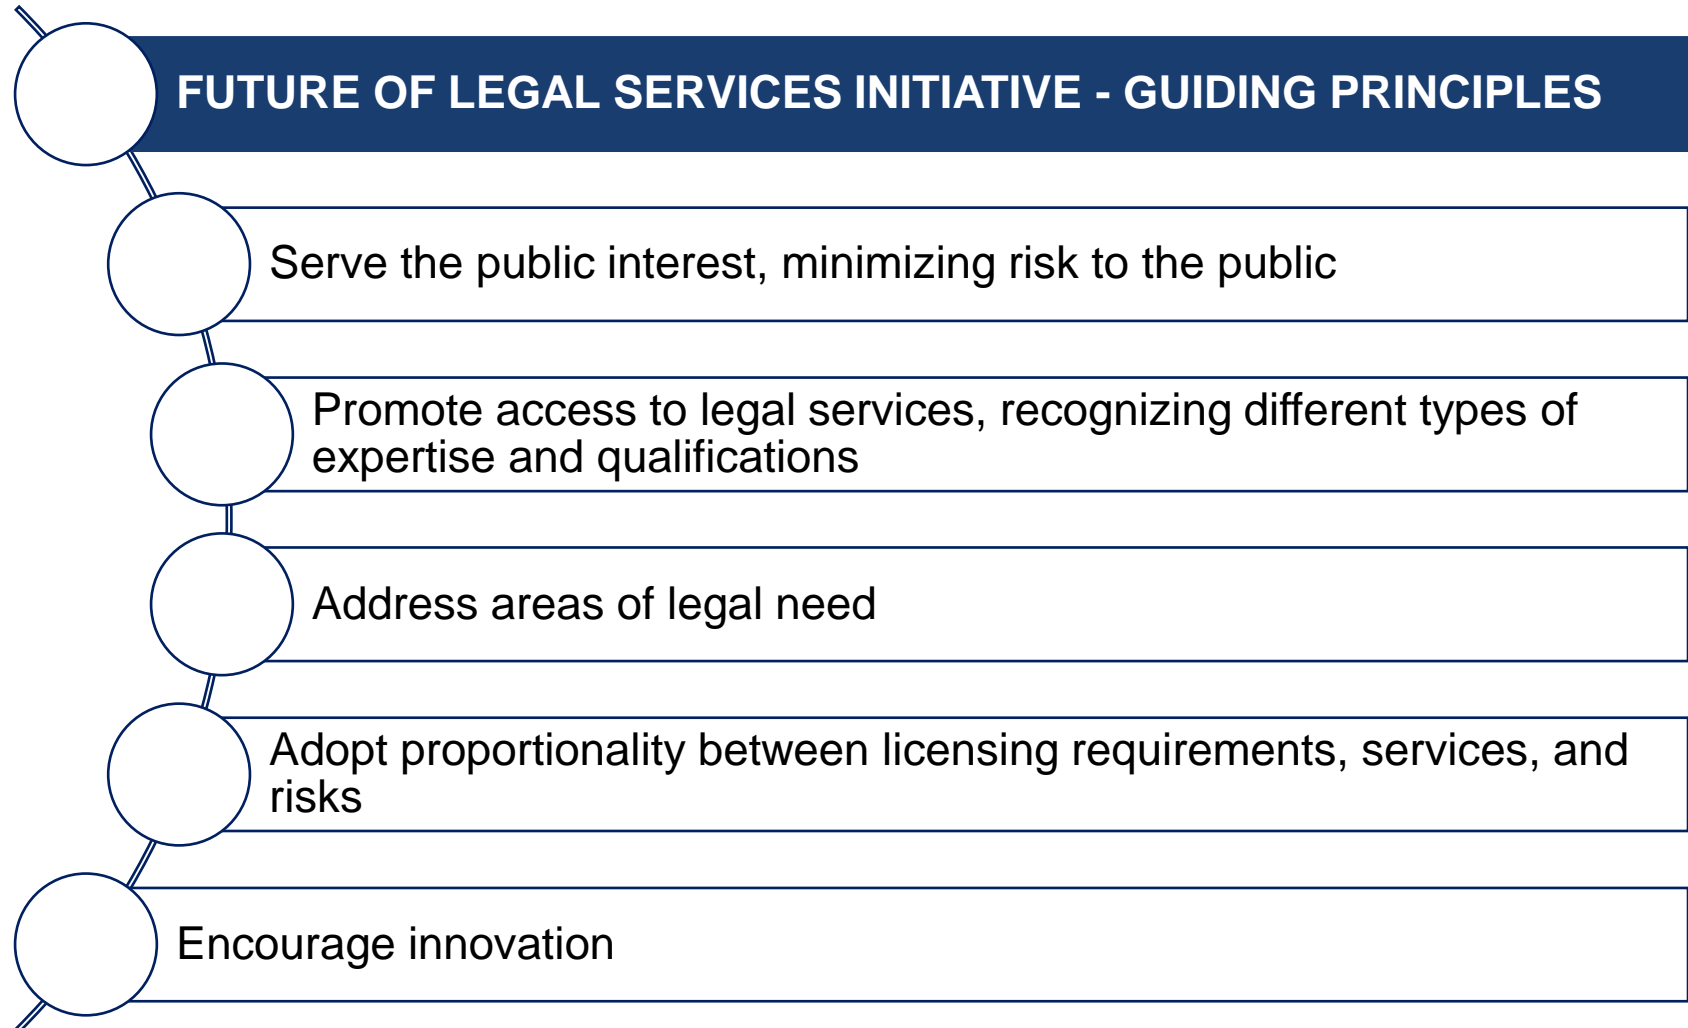 FUTURE OF LEGAL SERVICES INITIATIVE - GUIDING PRINCIPLES
Serve the public interest, minimizing risk to the public
Promote access to legal services, recognizing different types of
expertise and qualifications
Address areas of legal need
Adopt proportionality between licensing requirements, services, and
risks
Encourage innovation